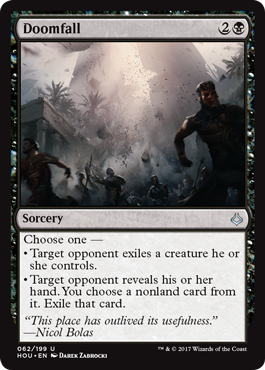 Doomfall 2
Sorcery
Choose one —
• Target opponent exiles a creature he or
she controls.
• Target opponent reveals his or her
hand. You choose a nonland card from
it. Exile that card.
“This place has outlived its usefulness.”
—Nicol Bolas
062/199 U ™ & © 2017 Wizards of the Coast
HOU • EN DAREK ZABROCKI